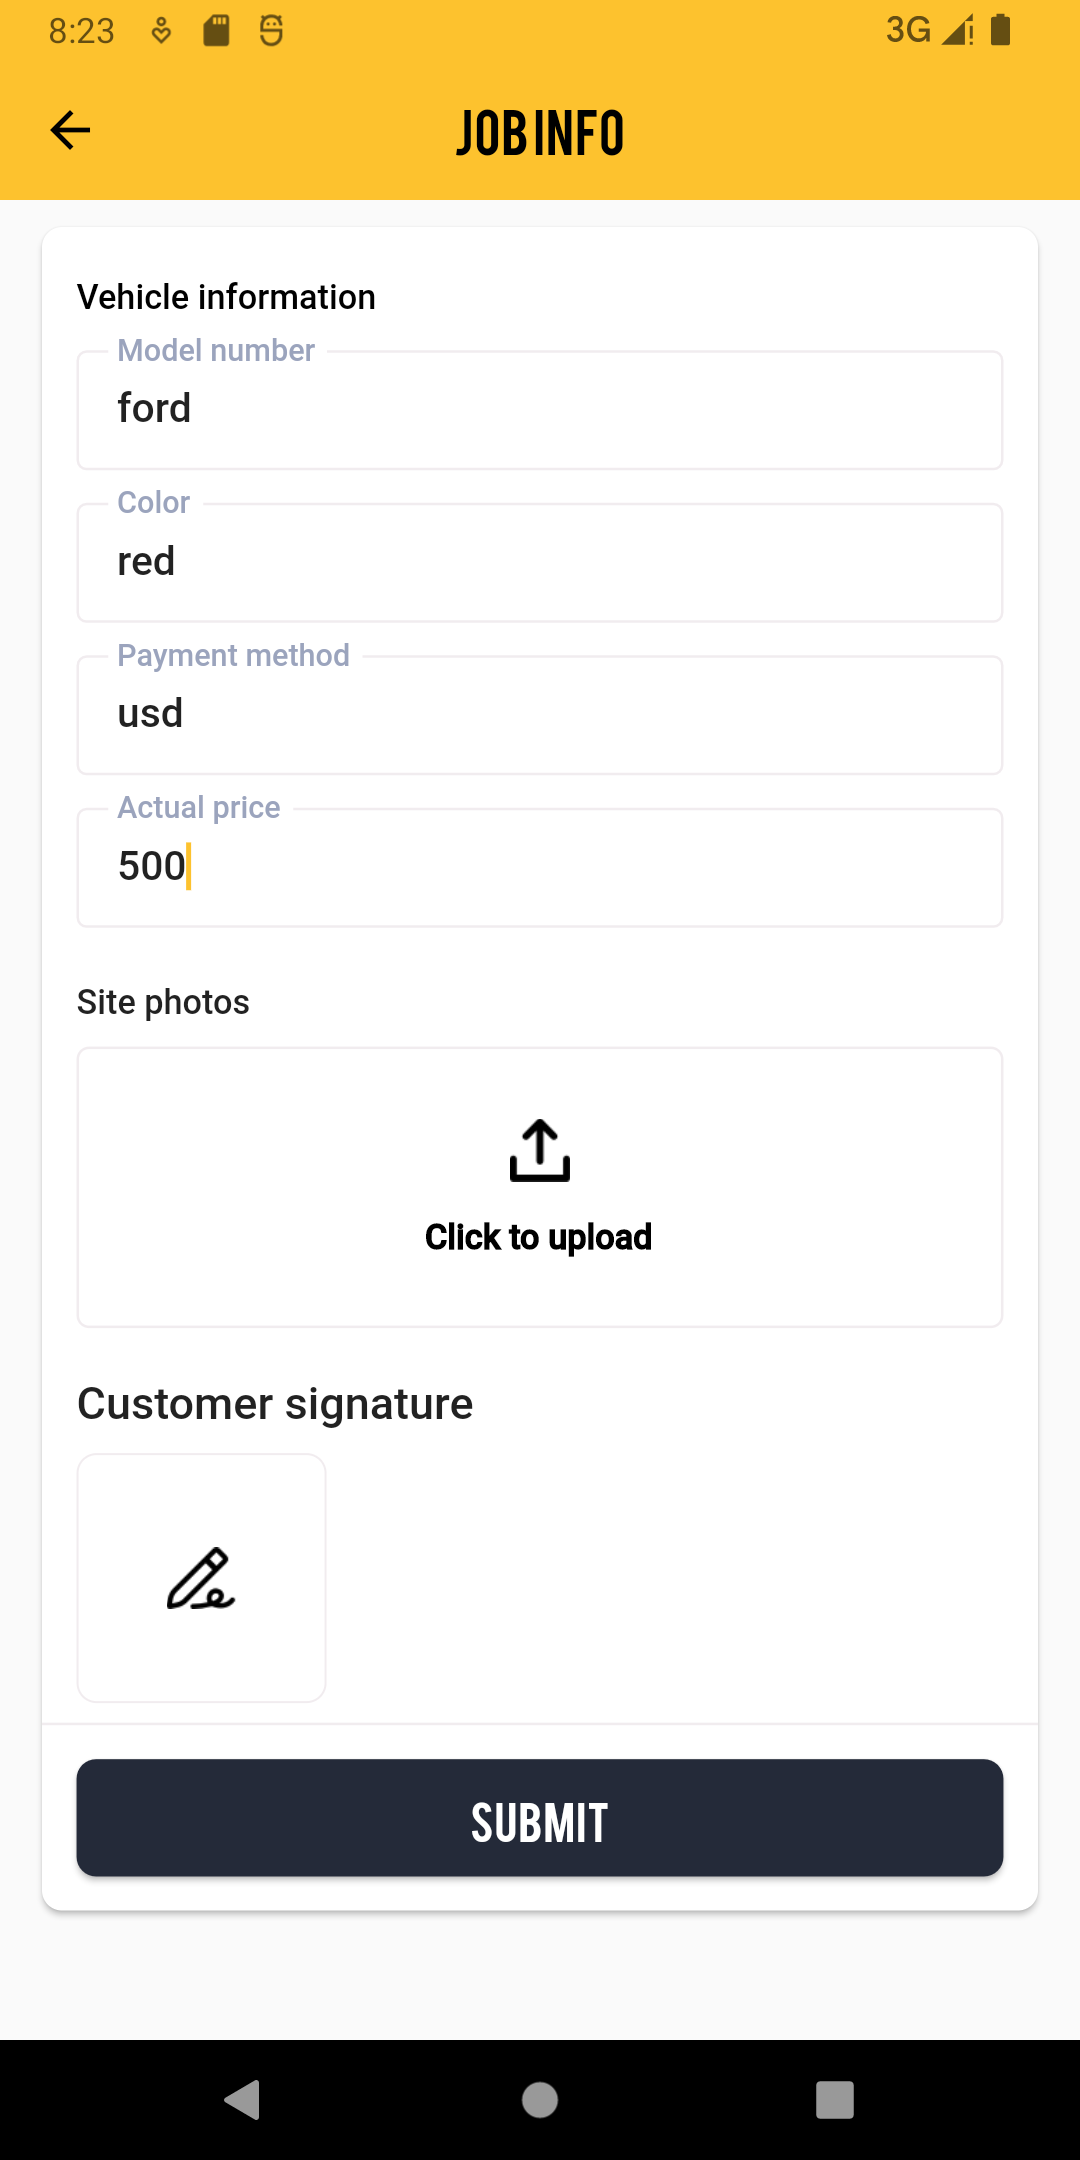 8:23 3G
JOB INFO
Vehicle information
Model number
ford
Color
red
Payment method
usd
Actual price
500
Site photos
Click to upload
Customer signature
SUBMIT